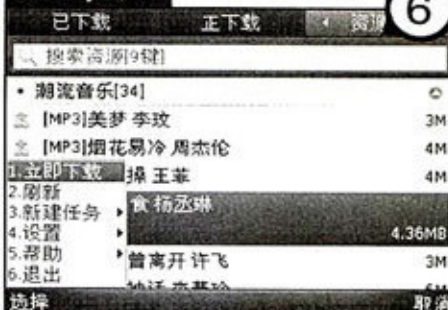 6
已下载 正下载 资源
搜索资源[9键]
潮流音乐[34]
[MP3]美梦 李玟 3M
[MP3]烟花易冷 周杰伦 4M
1.立即下载 操 王菲 4M
2.刷新
3.新建任务 食 杨丞琳
4.设置 4.36MB
5.帮助 曾离开 许飞 3M
6.退出
选择 取消